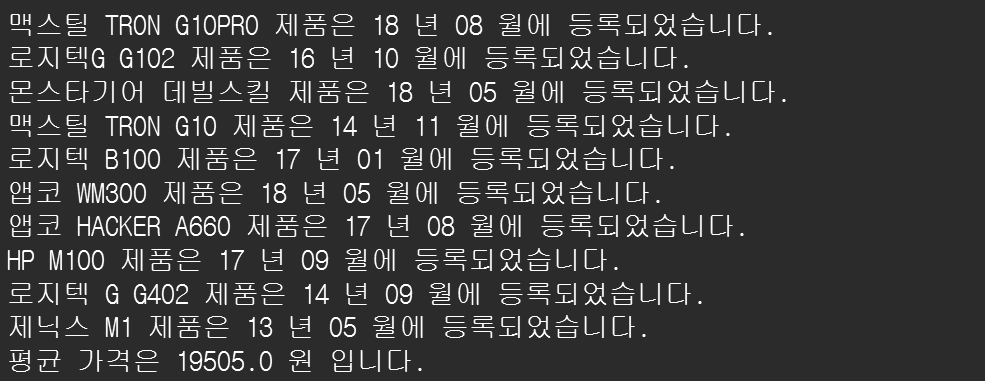 맥스틸 TRON G10PRO 제품은 18 년 08 월에 등록되었습니다.
로지텍G G102 제품은 16 년 10 월에 등록되었습니다.
몬스타기어 데빌스킬 제품은 18 년 05 월에 등록되었습니다.
맥스틸 TRON G10 제품은 14 년 11 월에 등록되었습니다.
로지텍 B100 제품은 17 년 01 월에 등록되었습니다.
앱코 WM300 제품은 18 년 05 월에 등록되었습니다.
앱코 HACKER A660 제품은 17 년 08 월에 등록되었습니다.
HP M100 제품은 17 년 09 월에 등록되었습니다.
로지텍 G G402 제품은 14 년 09 월에 등록되었습니다.
제닉스 M1 제품은 13 년 05 월에 등록되었습니다.
평균 가격은 19505.0 원 입니다.